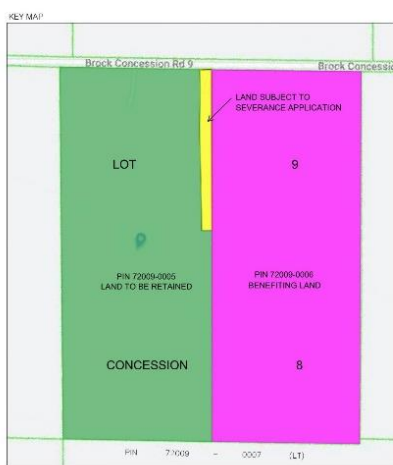 KEY MAP
Brock Concession Rd 9
Brock Concessio
LAND SUBJECT TO
SEVERANCE APPLICATION
LOT
9
PIN 72009-0005
LAND TO BE RETAINED
PIN 72009-0006
BENEFITING LAND
CONCESSION
8
PIN 72009 - 0007 (LT)